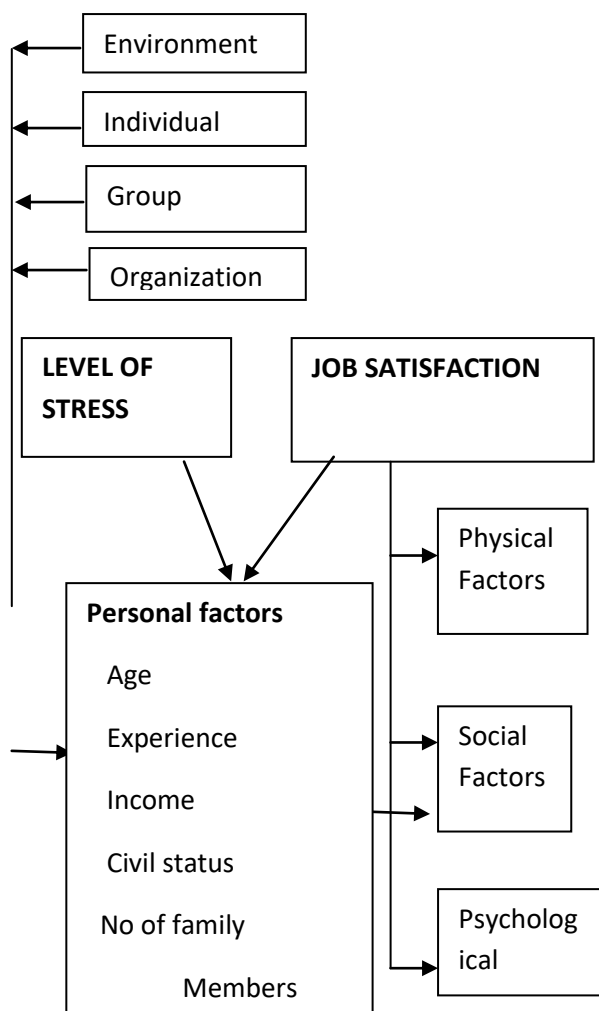 Environment
Individual
Group
Organization
LEVEL OF
STRESS
JOB SATISFACTION
Physical
Factors
Personal factors
Age
Experience
Income
Civil status
No of family
Members
Social
Factors
Psycholog
ical